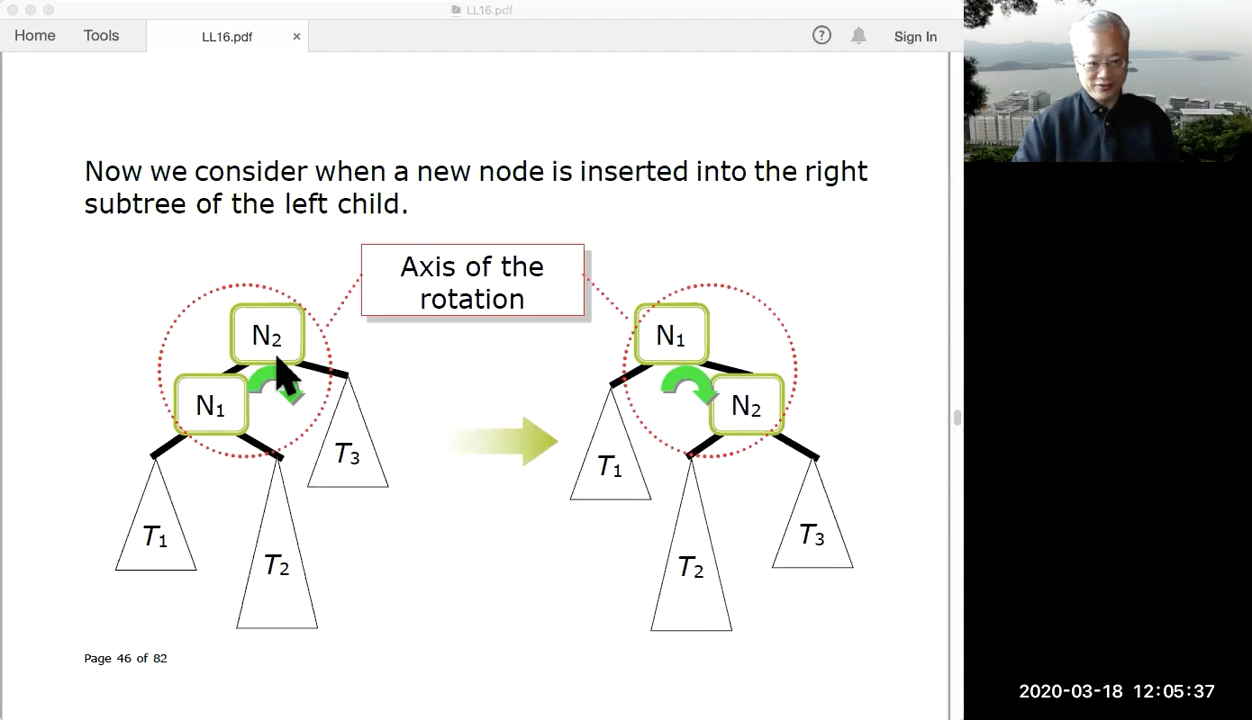 LL16.pdf
Home Tools LL16.pdf × ? Sign In
Now we consider when a new node is inserted into the right
subtree of the left child.
Axis of the
rotation
N2
N1
N1
N2
T3
T1
T1
T3
T2
T2
Page 46 of 82
2020-03-18 12:05:37